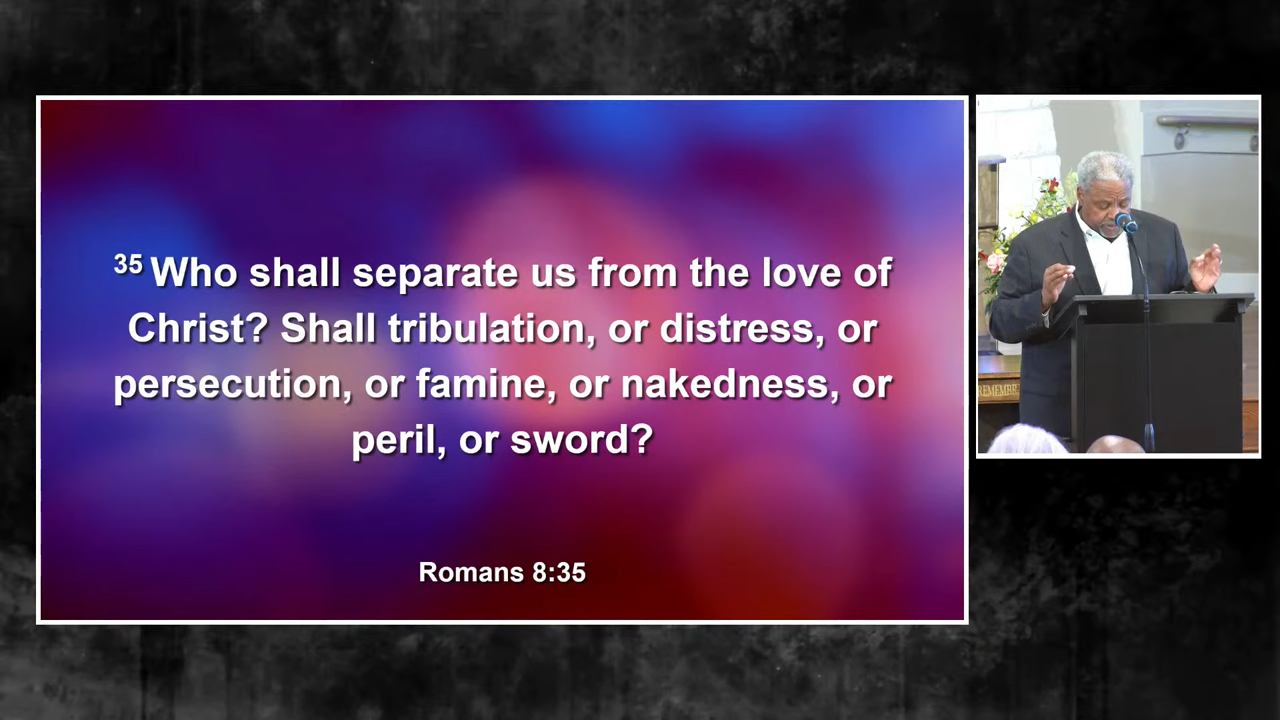 35 Who shall separate us from the love of
Christ? Shall tribulation, or distress, or
persecution, or famine, or nakedness, or
peril, or sword?
Romans 8:35
REMEMBR